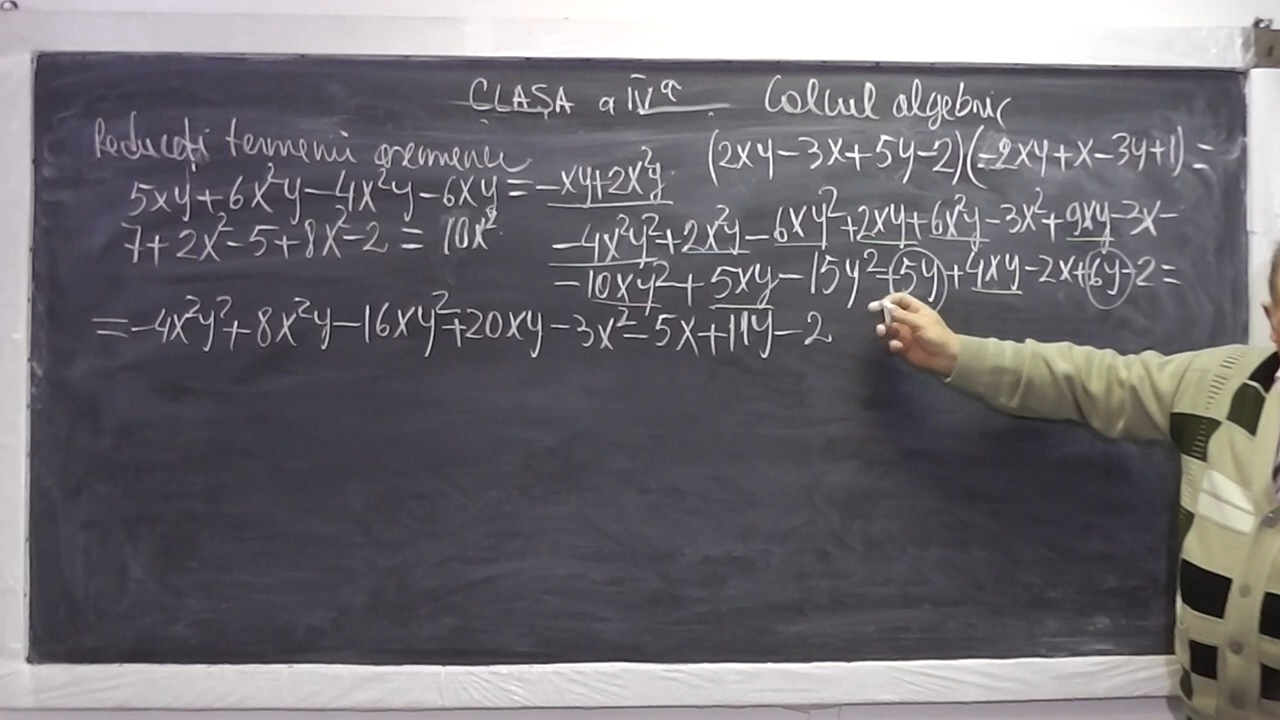 CLASA a IVª Calcul algebric
Reducați termenii asemenea
5xy+6x²y-4x²y-6xy=-xy+2x²y
7+2x²-5+8x²-2=10x²
(2xy-3x+5y-2)(-2xy+x-3y+1)=
-4x²y²+2x²y-6xy²+2xy+6x²y-3x²+9xy-3x-
-10xy²+5xy-15y²+5y+4xy-2x+6y-2=
=-4x²y²+8x²y-16xy²+20xy-3x²-5x+11y-2